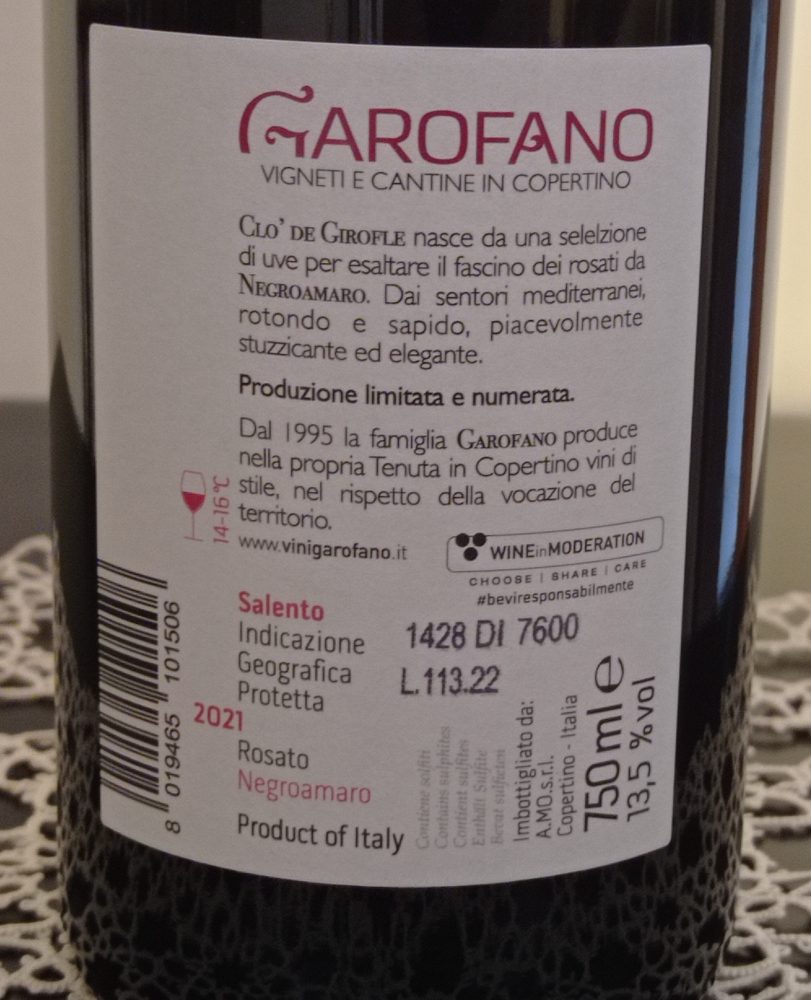 GAROFANO
VIGNETI E CANTINE IN COPERTINO
CLO' DE GIROFLE nasce da una selelzione
di uve per esaltare il fascino dei rosati da
NEGROAMARO. Dai sentori mediterranei,
rotondo e sapido, piacevolmente
stuzzicante ed elegante.
Produzione limitata e numerata.
Dal 1995 la famiglia GAROFANO produce
nella propria Tenuta in Copertino vini di
stile, nel rispetto della vocazione del
territorio.
14-16°C
www.vinigarofano.it
WINEinMODERATION
CHOOSE | SHARE | CARE
#beviresponsabilmente
Salento
Indicazione
Geografica
Protetta
1428 DI 7600
L.113.22
2021
Rosato
Negroamaro
Product of Italy
Contiene solfiti
Contains sulphites
Contient sulfites
Enthält Sulfite
Bevat sulfieten
Imbottigliato da:
A.MO.s.r.l.
Copertino - Italia
750 ml e
13,5 %vol
8 019465 101506